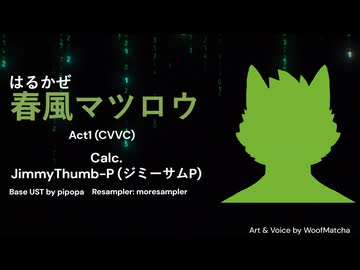 はるかぜ
春風マツロウ
Act1 (CVVC)
Calc.
JimmyThumb-P (ジミーサムP)
Base UST by pipopa Resampler: moresampler
Art & Voice by WoofMatcha